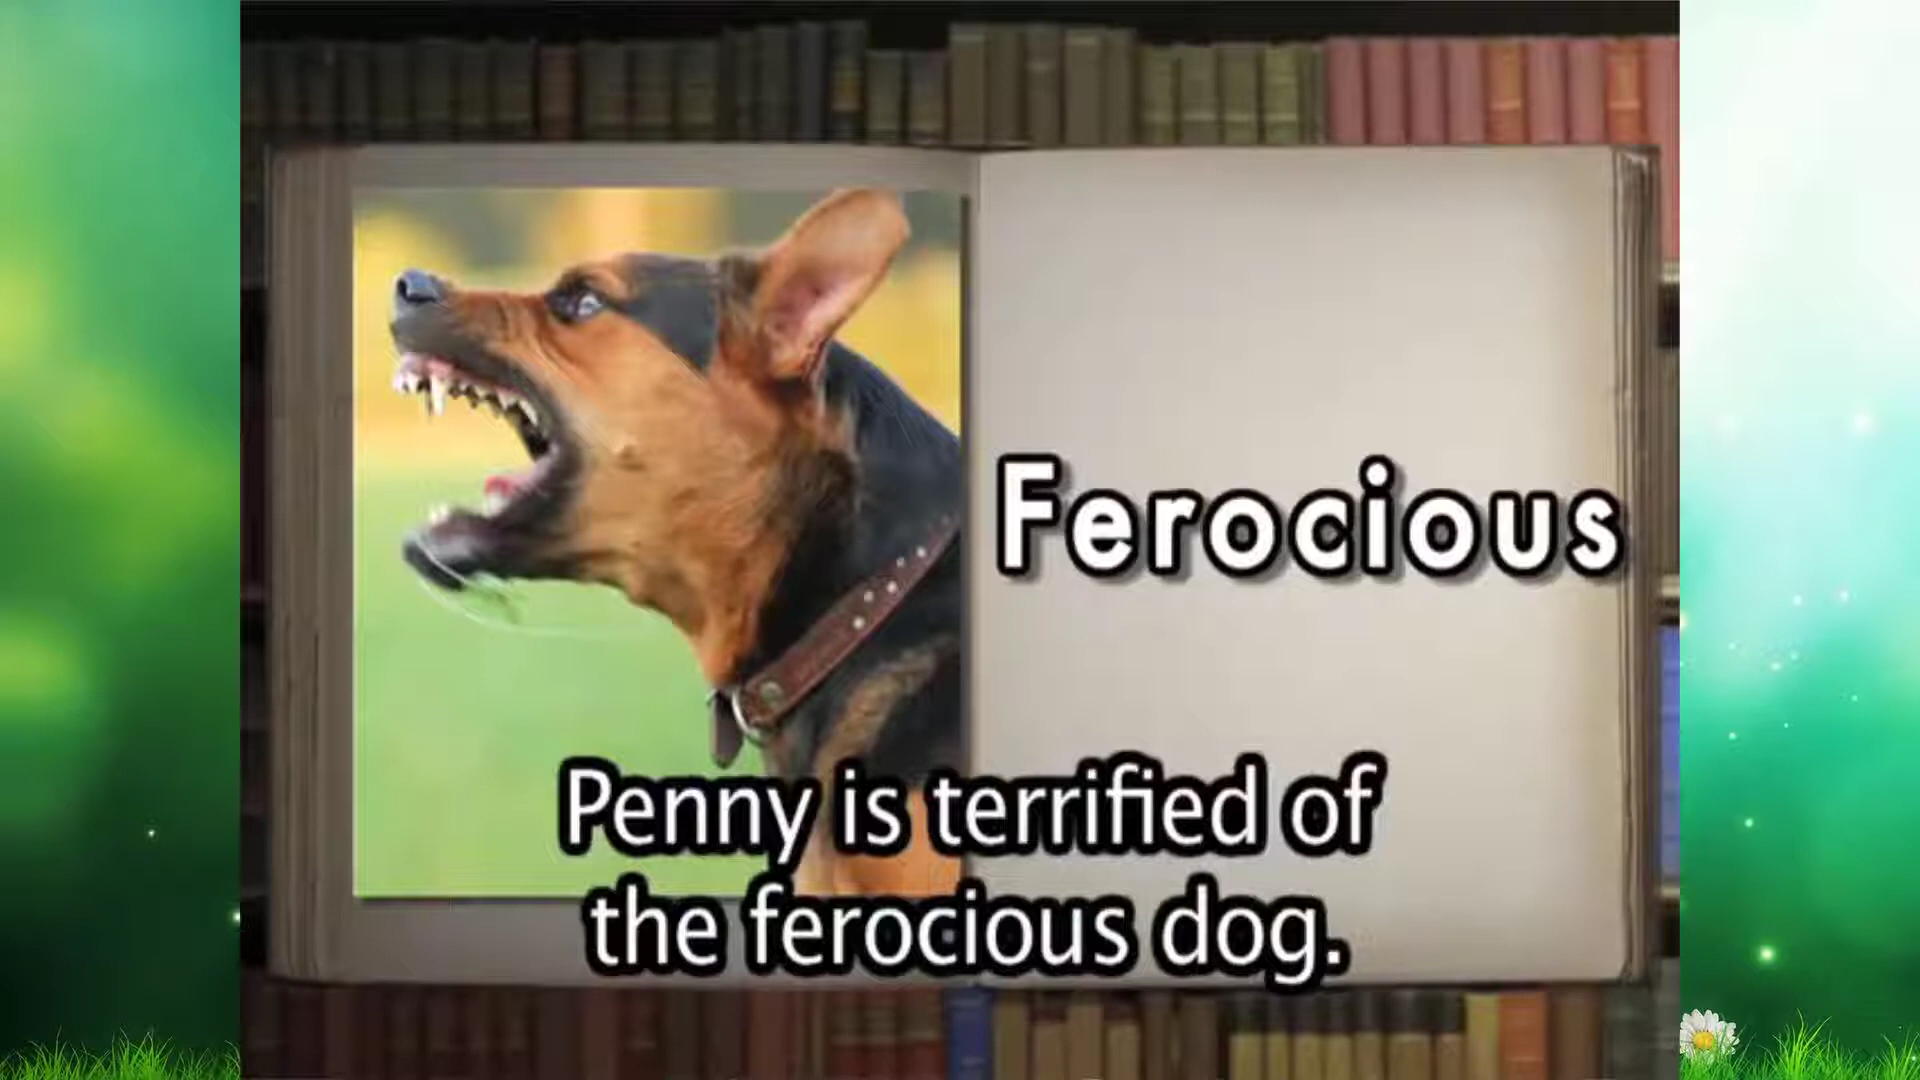 Ferocious
Penny is terrified of
the ferocious dog.